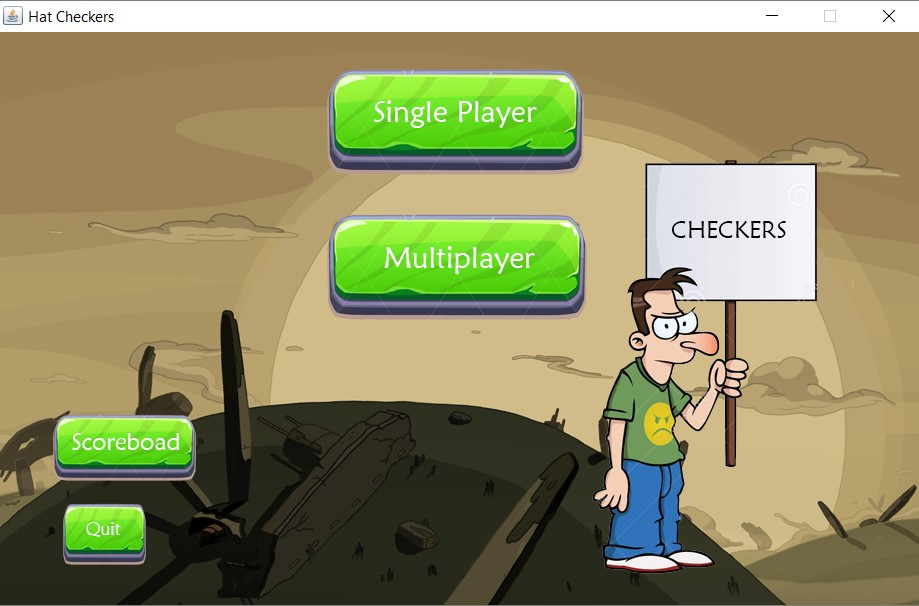 Hat Checkers
Single Player
CHECKERS
Multiplayer
Scoreboad
Quit